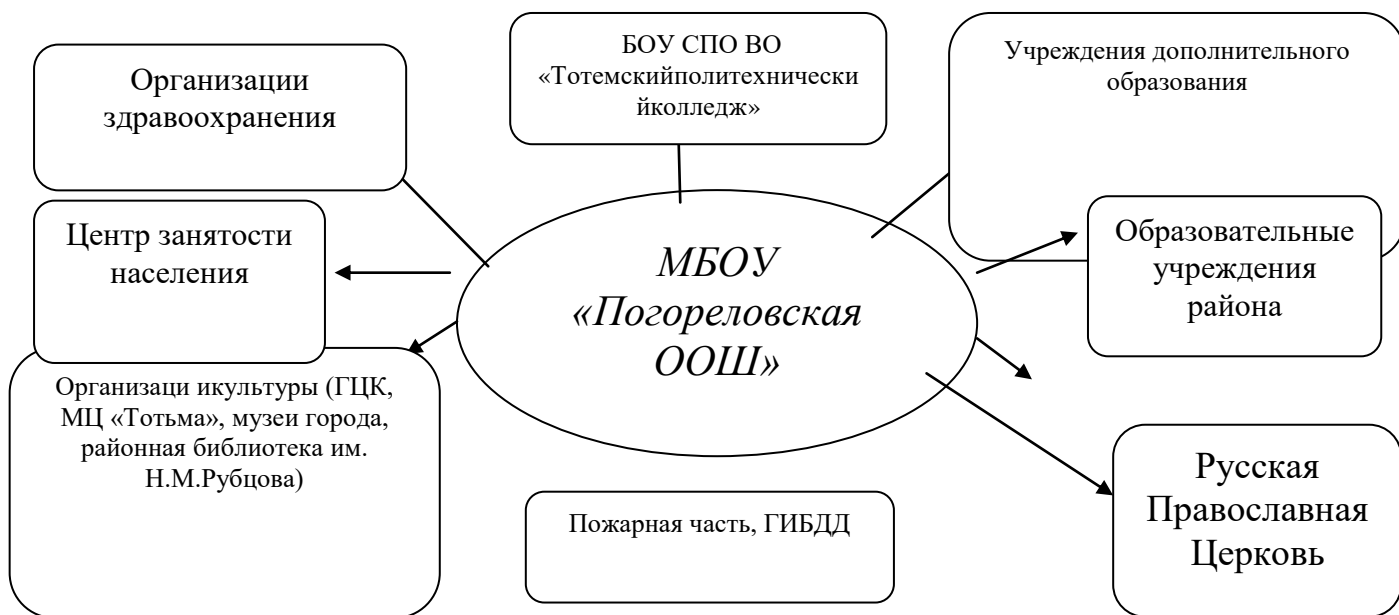 Организации
здравоохранения
БОУ СПО ВО
«Тотемскийполитехнически
йколледж»
Учреждения дополнительного
образования
Центр занятости
населения
МБОУ
«Погореловская
ООШ»
Образовательные
учреждения
района
Организаци икультуры (ГЦК,
МЦ «Тотьма», музеи города,
районная библиотека им.
Н.М.Рубцова)
Пожарная часть, ГИБДД
Русская
Православная
Церковь